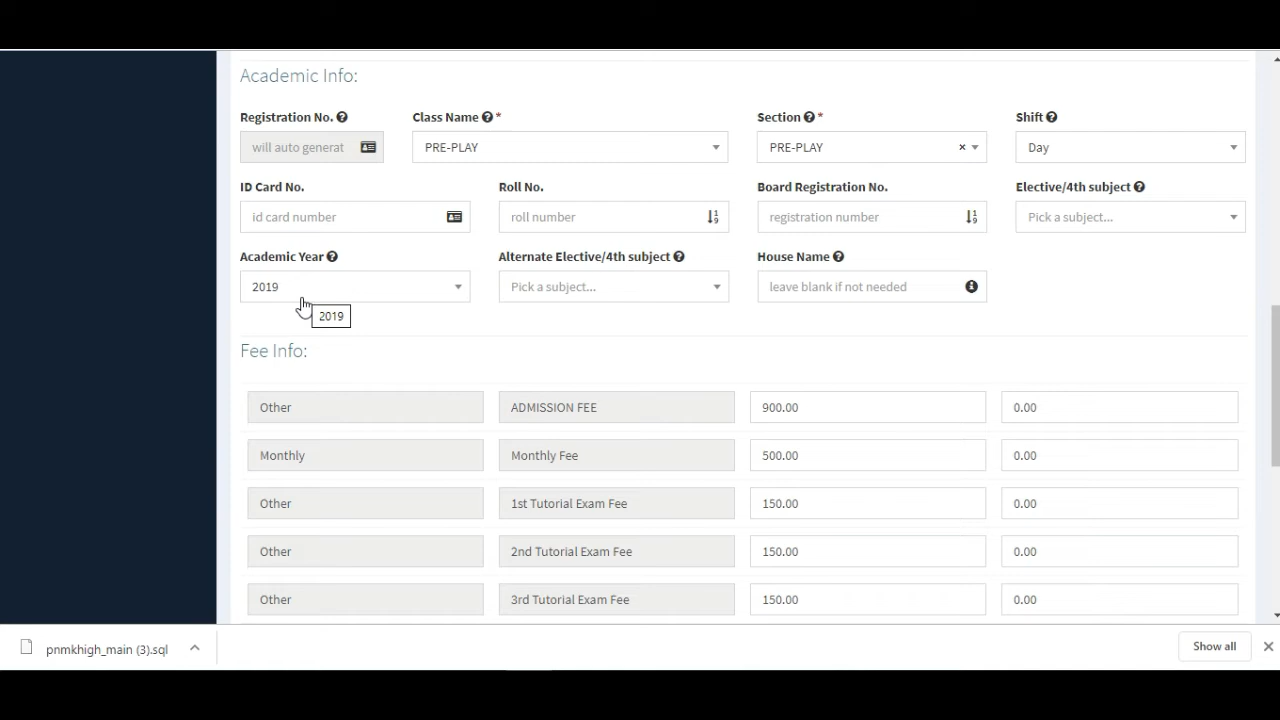 Academic Info:
Registration No. Class Name * Section * Shift
will auto generat PRE-PLAY PRE-PLAY × Day
ID Card No. Roll No. Board Registration No. Elective/4th subject
id card number roll number registration number Pick a subject...
Academic Year Alternate Elective/4th subject House Name
2019 Pick a subject... leave blank if not needed
2019
Fee Info:
Other ADMISSION FEE 900.00 0.00
Monthly Monthly Fee 500.00 0.00
Other 1st Tutorial Exam Fee 150.00 0.00
Other 2nd Tutorial Exam Fee 150.00 0.00
Other 3rd Tutorial Exam Fee 150.00 0.00
pnmkhigh_main (3).sql Show all